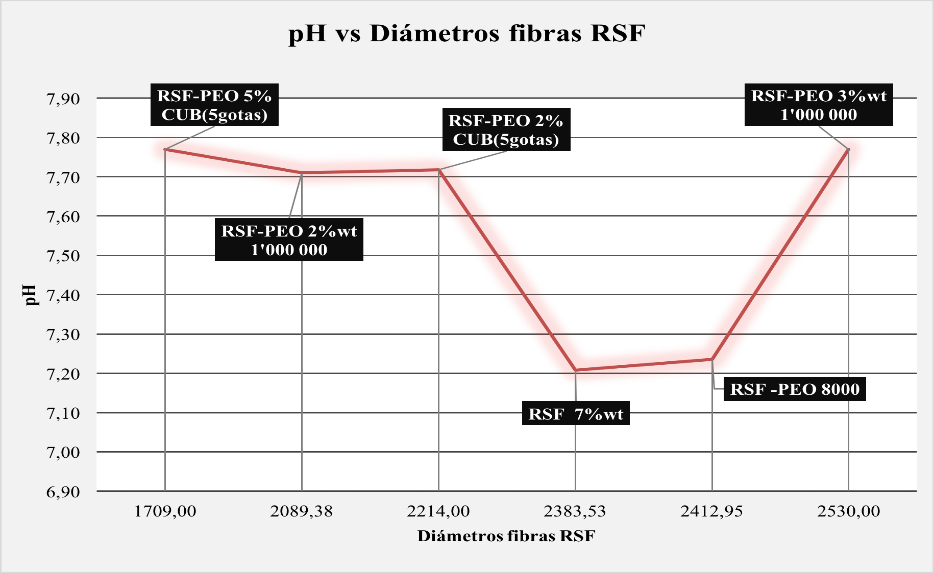 pH vs Diámetros fibras RSF
7,90
7,80
7,70
7,60
7,50
7,40
7,30
7,20
7,10
7,00
6,90
pH
RSF-PEO 5%
CUB(5gotas)
RSF-PEO 2%wt
1'000 000
RSF-PEO 2%
CUB(5gotas)
RSF 7%wt
RSF -PEO 8000
RSF-PEO 3%wt
1'000 000
1709,00 2089,38 2214,00 2383,53 2412,95 2530,00
Diámetros fibras RSF